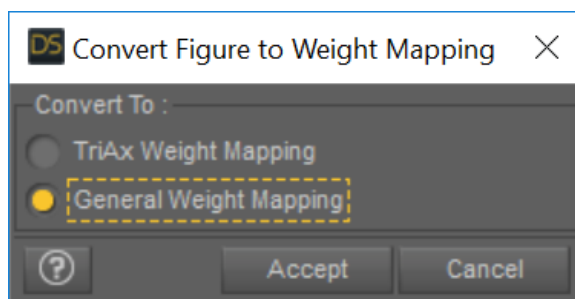 DS Convert Figure to Weight Mapping
Convert To :
TriAx Weight Mapping
General Weight Mapping
? Accept Cancel